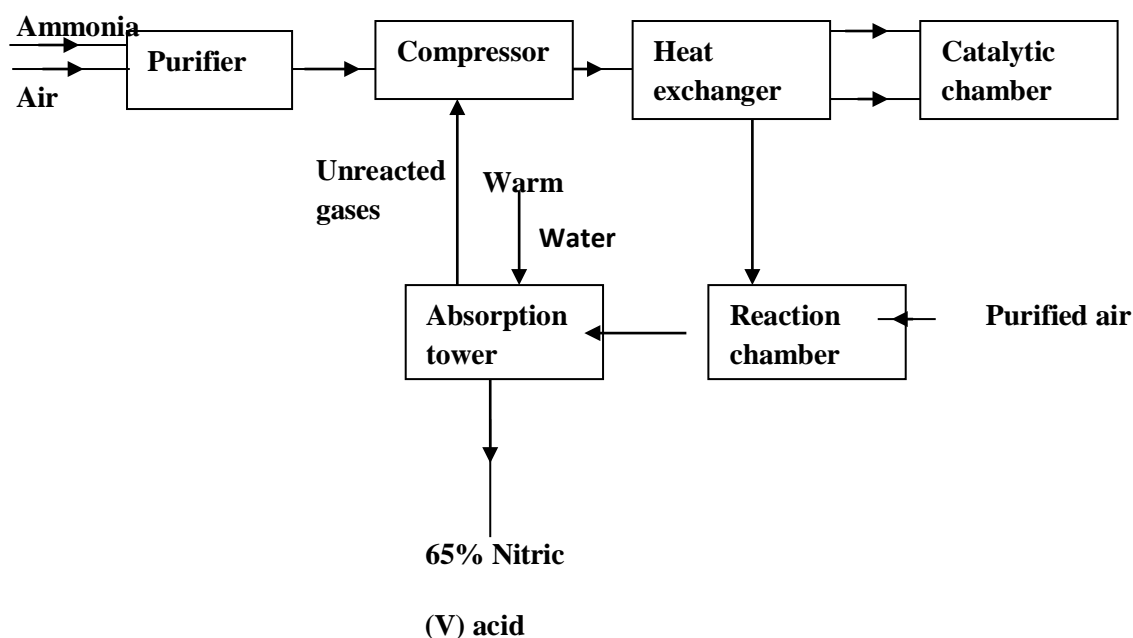 Ammonia
Air
Purifier
Compressor
Heat
exchanger
Catalytic
chamber
Unreacted
gases
Warm
Water
Absorption
tower
Reaction
chamber
Purified air
65% Nitric
(V) acid